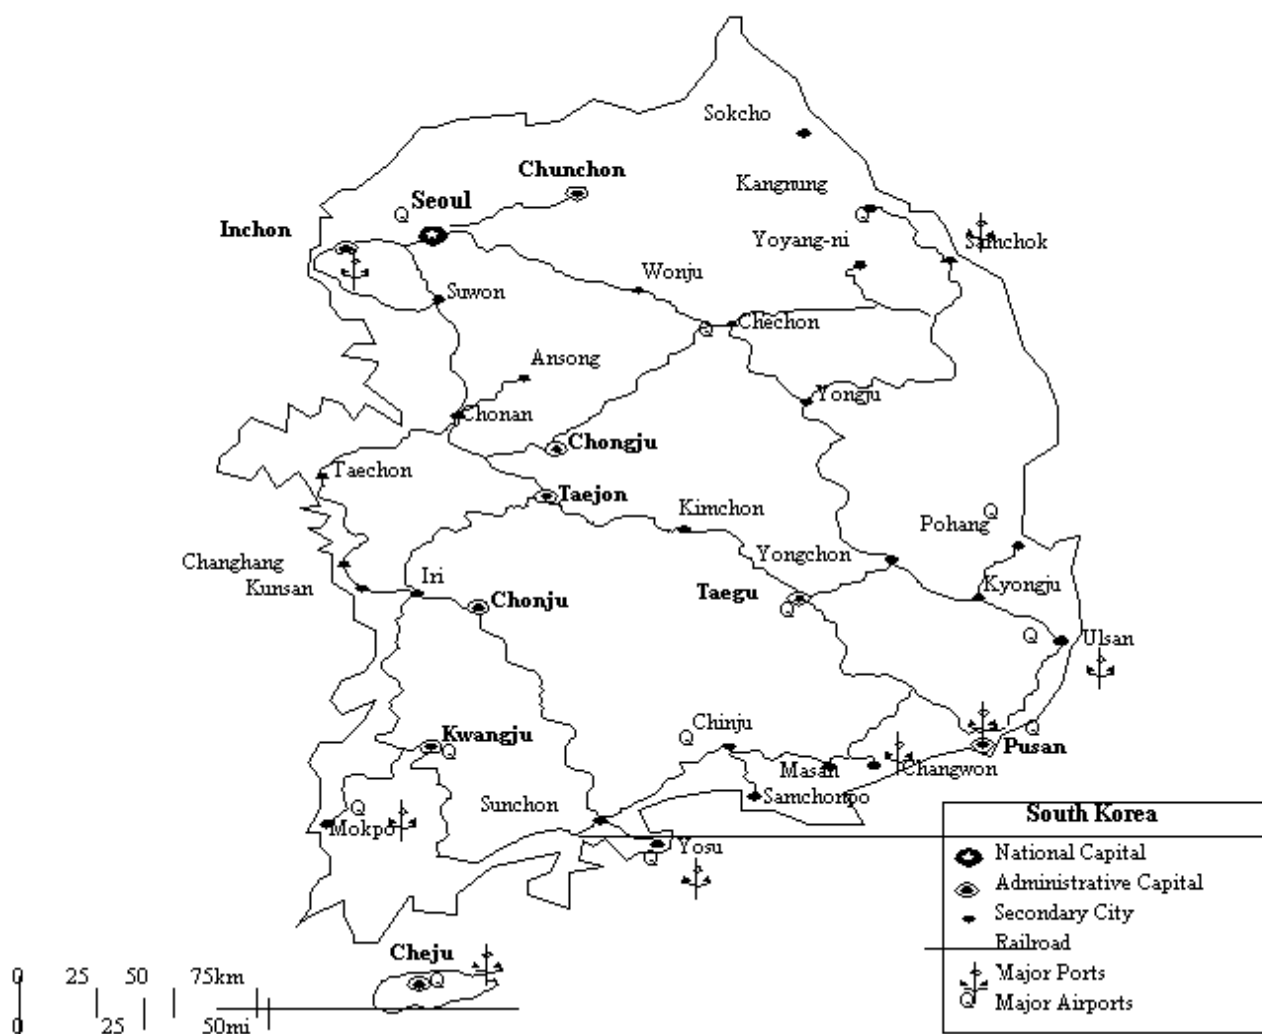 Sokcho
Chunchon
Kangnung
Seoul
Inchon
Yoyang-ni
Samchok
Wonju
Suwon
Chechon
Ansong
Yongju
Chonan
Chongju
Taechon
Taejon
Kimchon
Pohang
Yongchon
Changhang
Kunsan
Iri
Chonju
Taegu
Kyongju
Ulsan
Chinju
Kwangju
Pusan
Masan
Changwon
Sunchon
Samchonpo
Mokpo
Yosu
Cheju
South Korea
National Capital
Administrative Capital
Secondary City
Railroad
Major Ports
Q Major Airports
0 25 50 75km
0 25 50mi